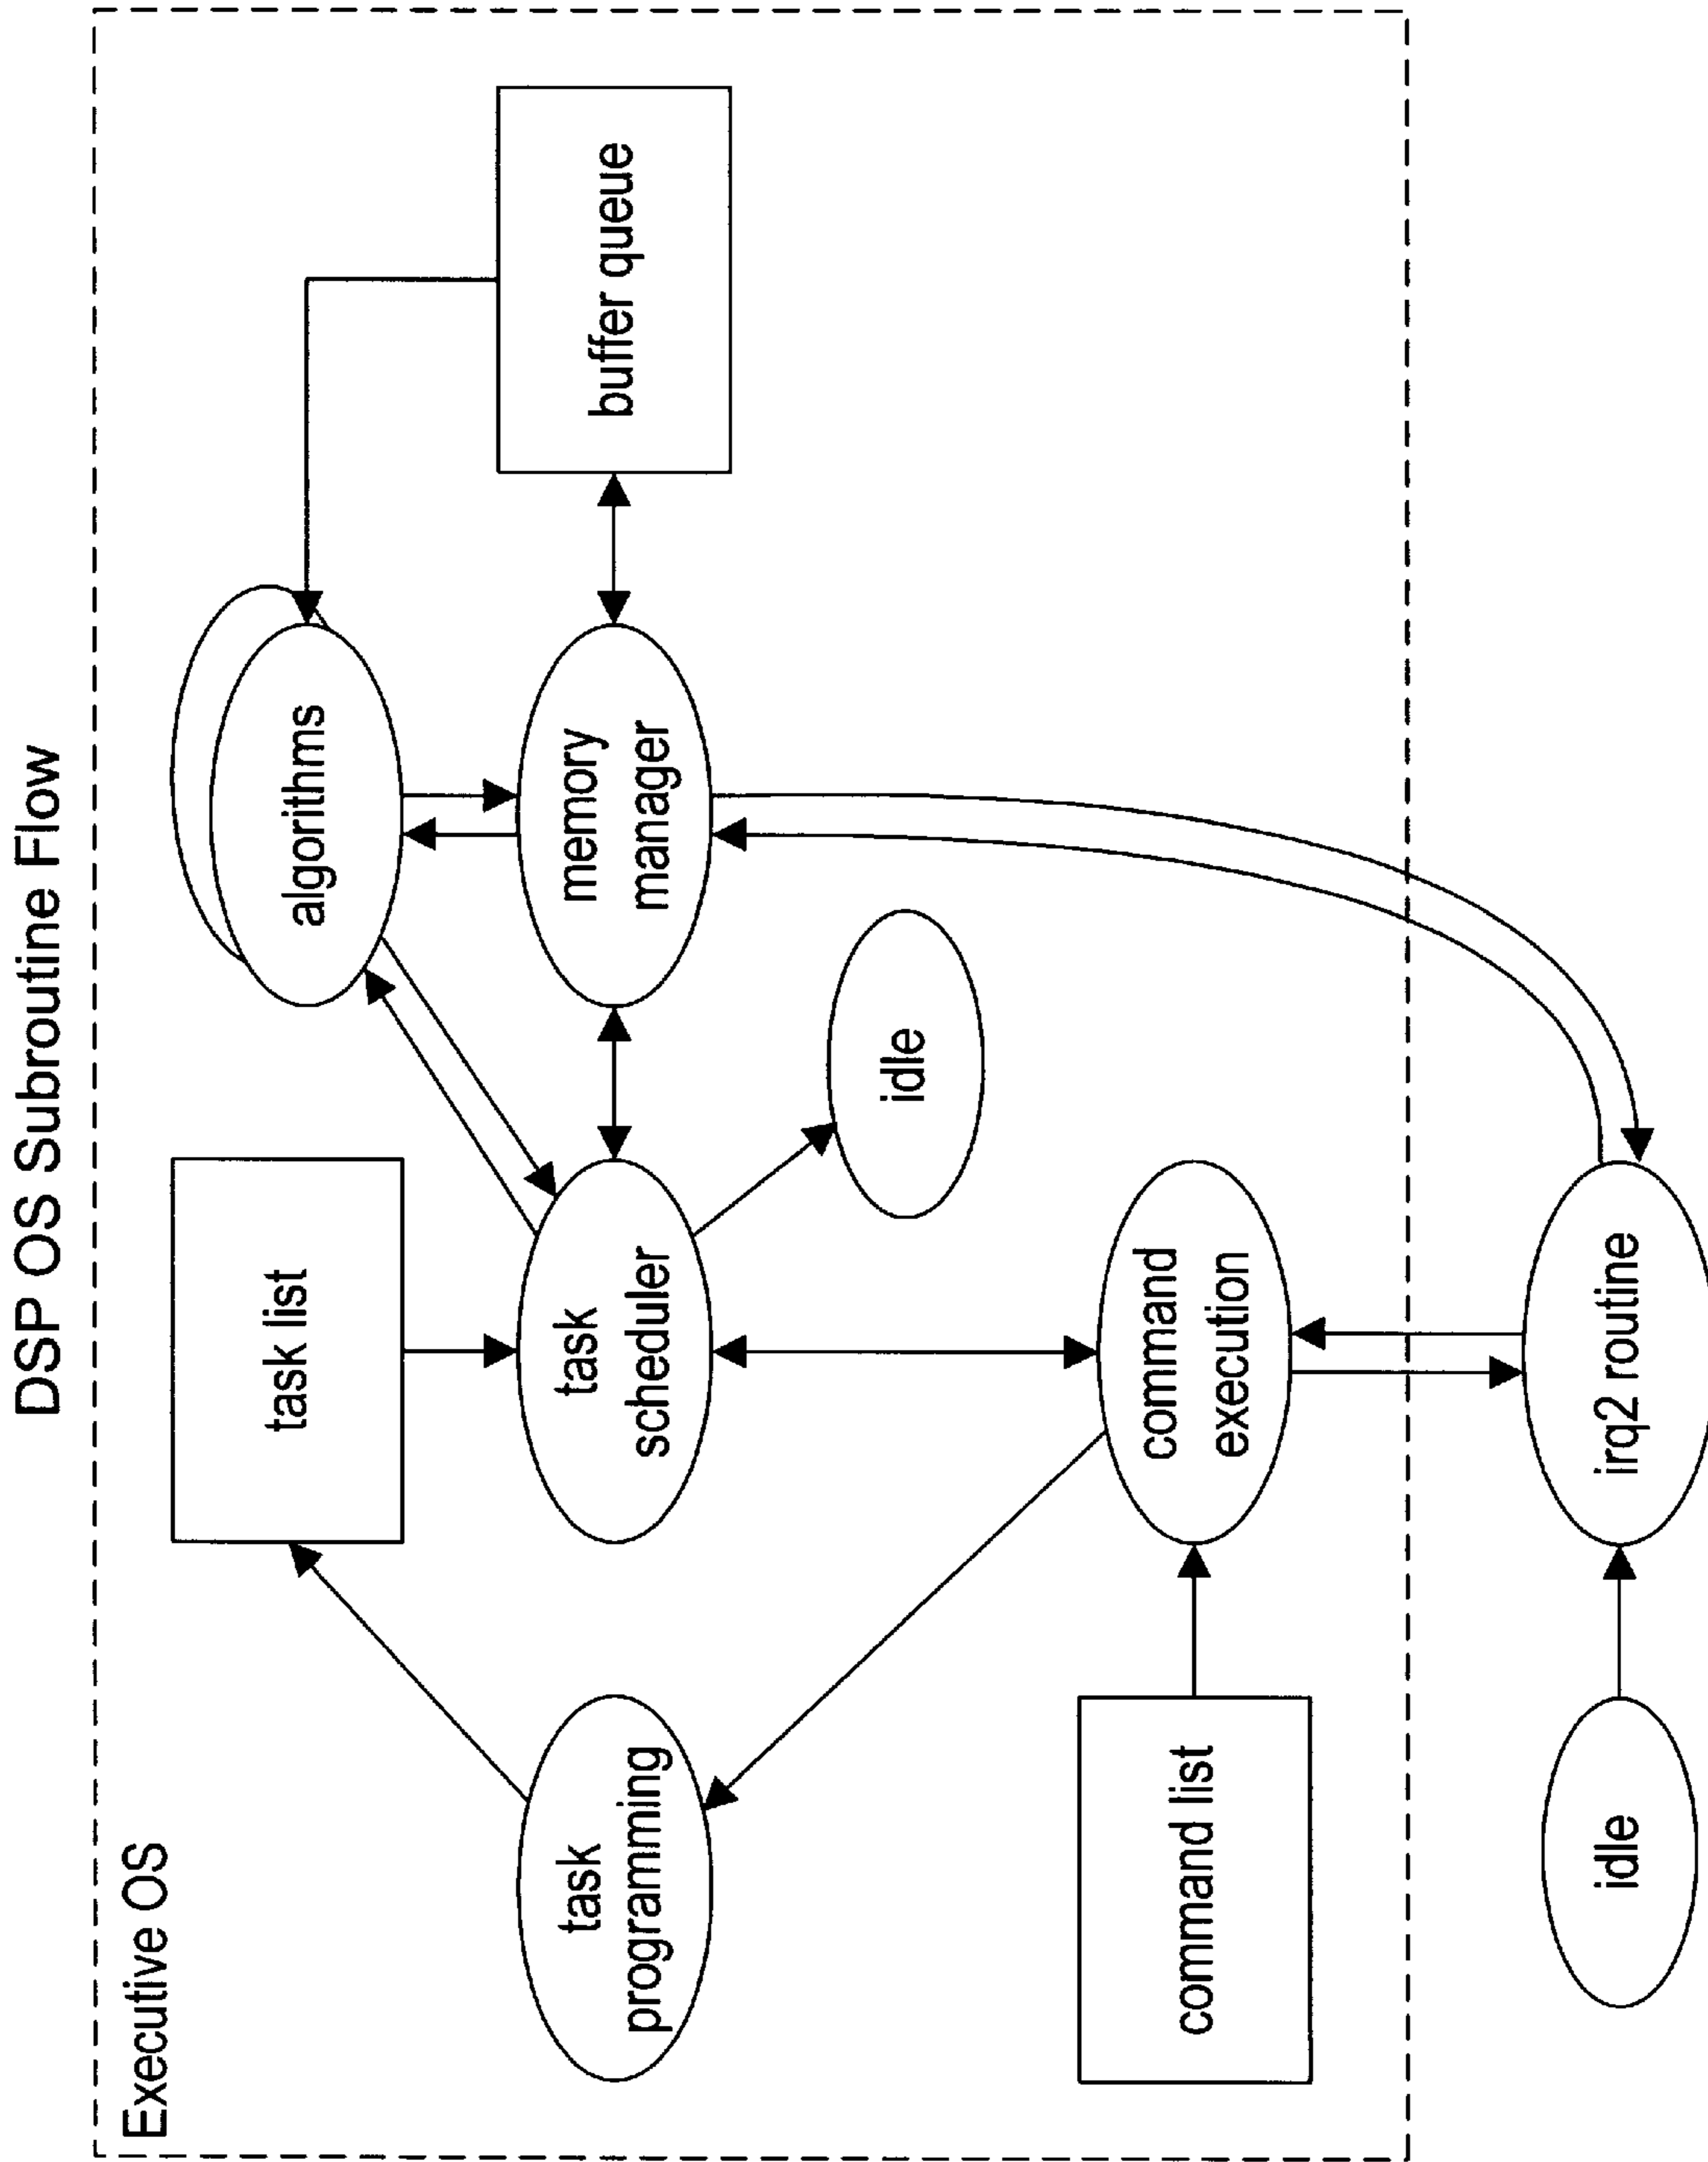 DSP OS Subroutine Flow
Executive OS
task list
algorithms
task
programming
task
scheduler
memory
manager
buffer queue
idle
command list
command
execution
idle
irq2 routine